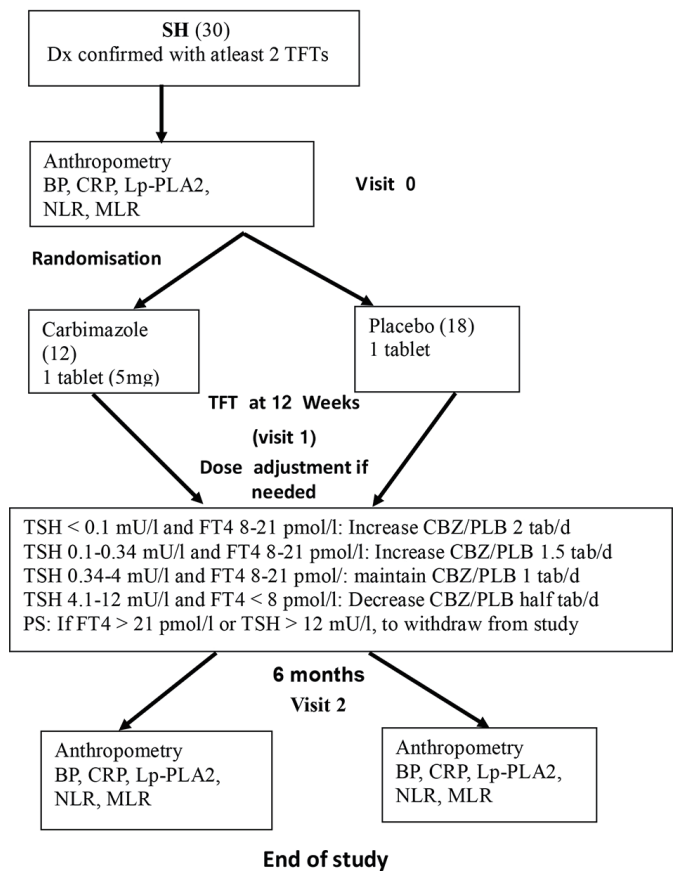 SH (30)
Dx confirmed with atleast 2 TFTs
Anthropometry
BP, CRP, Lp-PLA2,
NLR, MLR
Visit 0
Randomisation
Carbimazole
(12)
1 tablet (5mg)
Placebo (18)
1 tablet
TFT at 12 Weeks
(visit 1)
Dose adjustment if
needed
TSH < 0.1 mU/l and FT4 8-21 pmol/l: Increase CBZ/PLB 2 tab/d
TSH 0.1-0.34 mU/l and FT4 8-21 pmol/l: Increase CBZ/PLB 1.5 tab/d
TSH 0.34-4 mU/l and FT4 8-21 pmol/: maintain CBZ/PLB 1 tab/d
TSH 4.1-12 mU/l and FT4 < 8 pmol/l: Decrease CBZ/PLB half tab/d
PS: If FT4 > 21 pmol/l or TSH > 12 mU/l, to withdraw from study
6 months
Visit 2
Anthropometry
BP, CRP, Lp-PLA2,
NLR, MLR
Anthropometry
BP, CRP, Lp-PLA2,
NLR, MLR
End of study